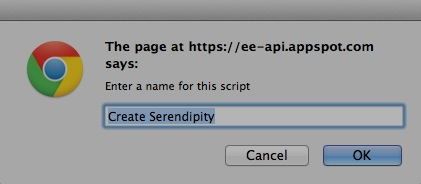 The page at https://ee-api.appspot.com
says:
Enter a name for this script
Create Serendipity
Cancel
OK